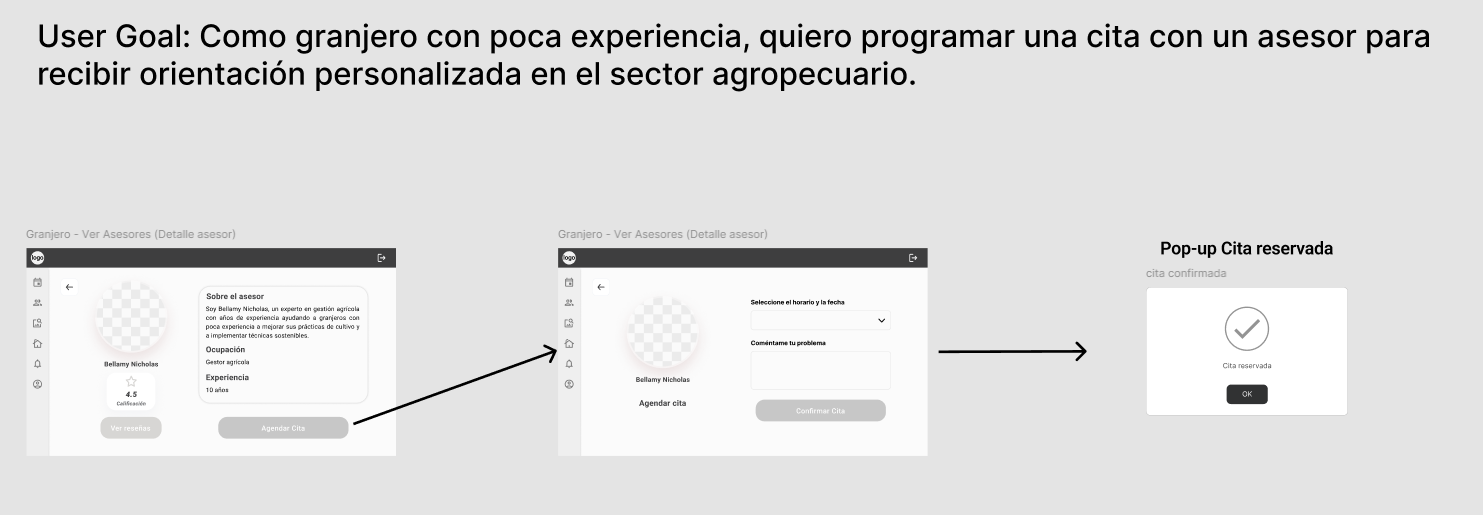 User Goal: Como granjero con poca experiencia, quiero programar una cita con un asesor para
recibir orientación personalizada en el sector agropecuario.
Granjero - Ver Asesores (Detalle asesor)
logo
Bellamy Nicholas
4.5
Calificación
Ver reseñas
Sobre el asesor
Soy Bellamy Nicholas, un experto en gestión agrícola
con años de experiencia ayudando a granjeros con
poca experiencia a mejorar sus prácticas de cultivo y
a implementar técnicas sostenibles.
Ocupación
Gestor agrícola
Experiencia
10 años
Agendar Cita
Granjero - Ver Asesores (Detalle asesor)
logo
Bellamy Nicholas
Agendar cita
Seleccione el horario y la fecha
Coméntame tu problema
Confirmar Cita
Pop-up Cita reservada
cita confirmada
Cita reservada
OK